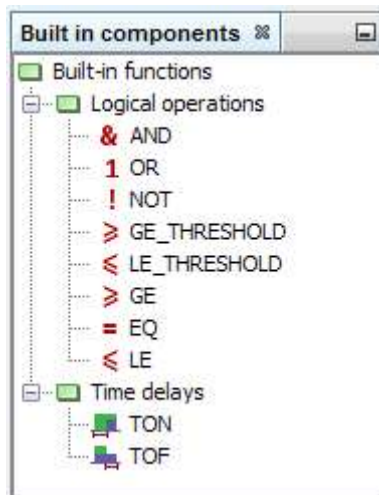 Built in components
Built-in functions
Logical operations
& AND
1 OR
! NOT
≥ GE_THRESHOLD
≤ LE_THRESHOLD
≥ GE
= EQ
≤ LE
Time delays
TON
TOF